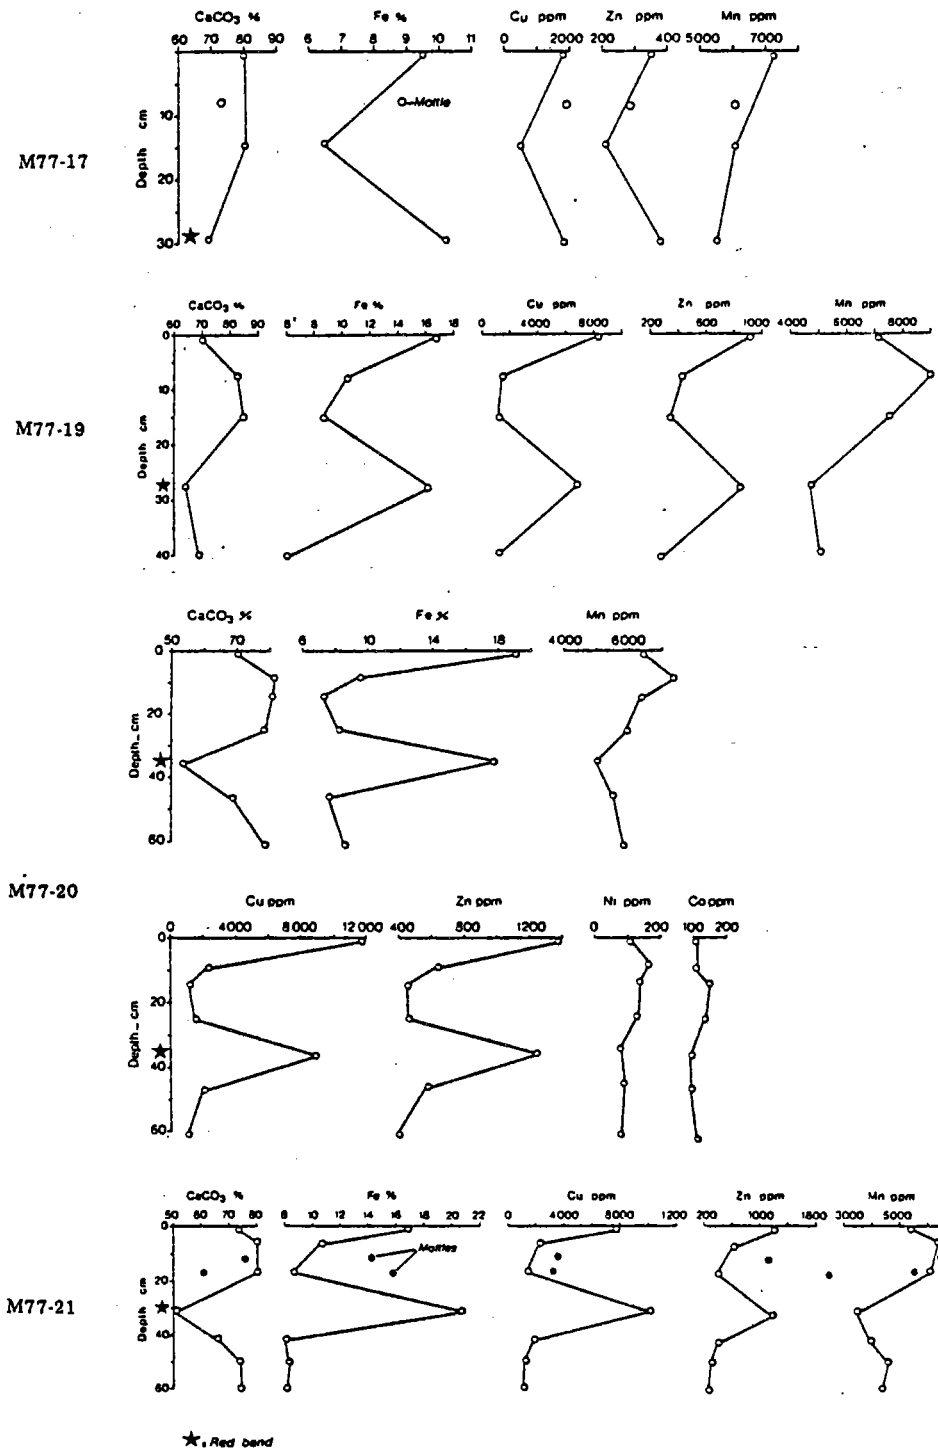 CaCO3 % Fe % Cu ppm Zn ppm Mn ppm
60 70 80 90 6 7 8 9 10 11 0 2000 200 400 5000 7000
0
O-Mottle
10
Depth cm
M77-17
20
30
CaCO3 % Fe % Cu ppm Zn ppm Mn ppm
60 70 80 90 6 8 10 12 14 16 18 0 4000 8000 200 600 1000 4000 6000 8000
0
10
M77-19
Depth cm
20
30
40
CaCO3 % Fe % Mn ppm
50 70 6 10 14 18 4000 6000
0
20
Depth - cm
40
60
M77-20
Cu ppm Zn ppm Ni ppm Co ppm
0 4000 8000 12000 400 800 1200 0 200 100 200
0
20
Depth - cm
40
60
CaCO3 % Fe % Cu ppm Zn ppm Mn ppm
50 60 70 80 8 10 12 14 16 18 20 22 0 4000 8000 1200 200 1000 1800 3000 5000
0
Mottles
20
M77-21
Depth cm
40
60
★ = Red band